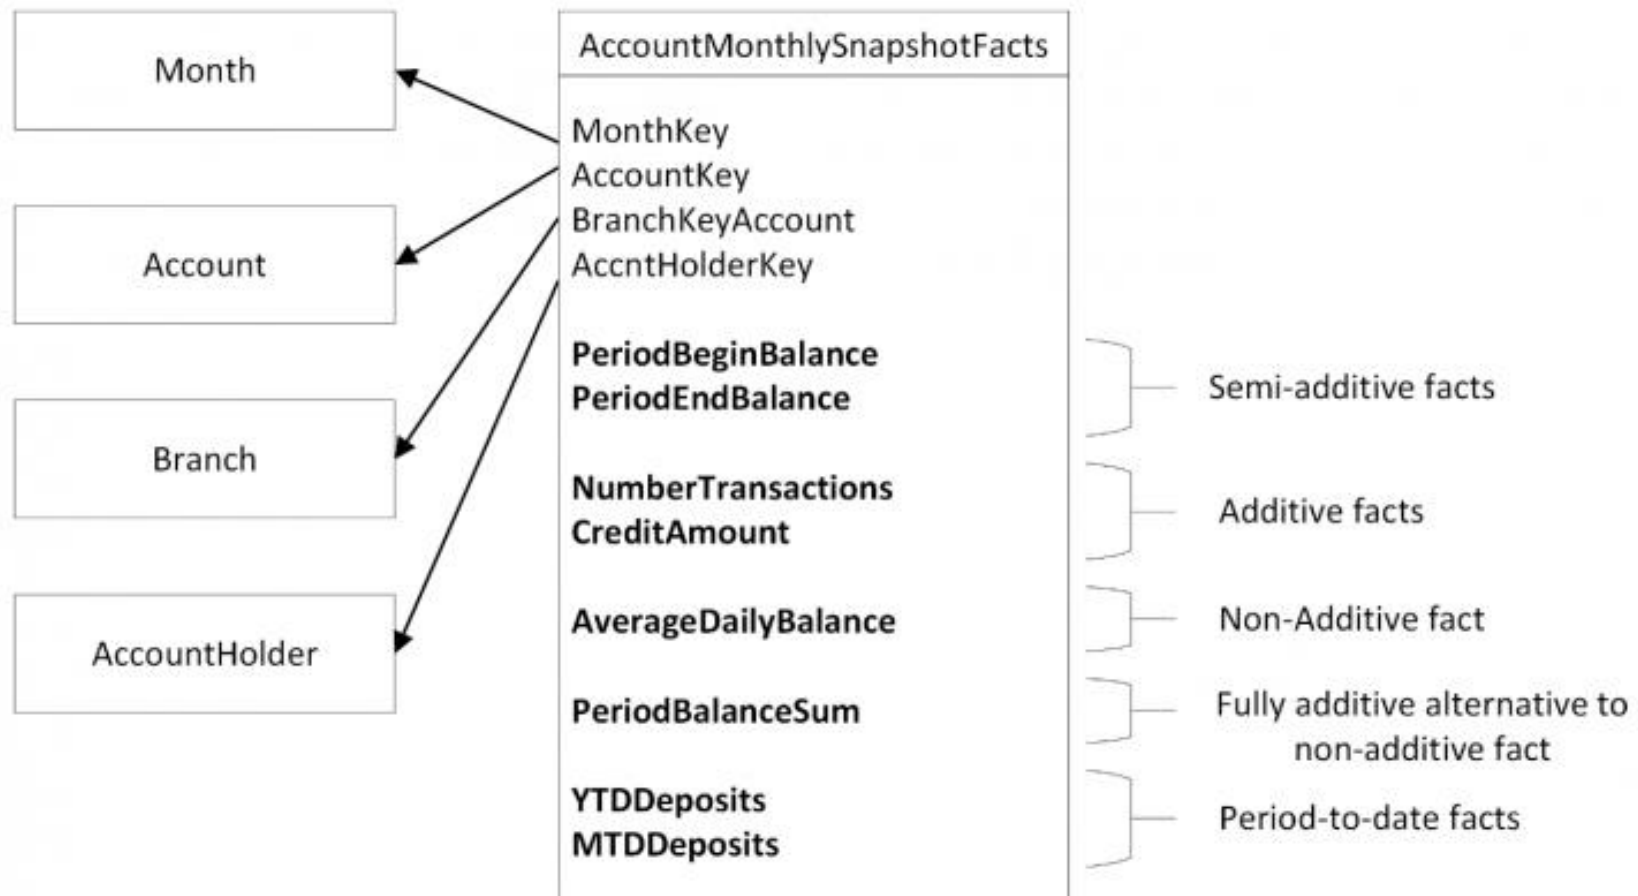 Month
Account
Branch
AccountHolder
AccountMonthlySnapshotFacts
MonthKey
AccountKey
BranchKeyAccount
AccntHolderKey
PeriodBeginBalance
PeriodEndBalance
NumberTransactions
CreditAmount
AverageDailyBalance
PeriodBalanceSum
YTDDeposits
MTDDeposits
Semi-additive facts
Additive facts
Non-Additive fact
Fully additive alternative to
non-additive fact
Period-to-date facts